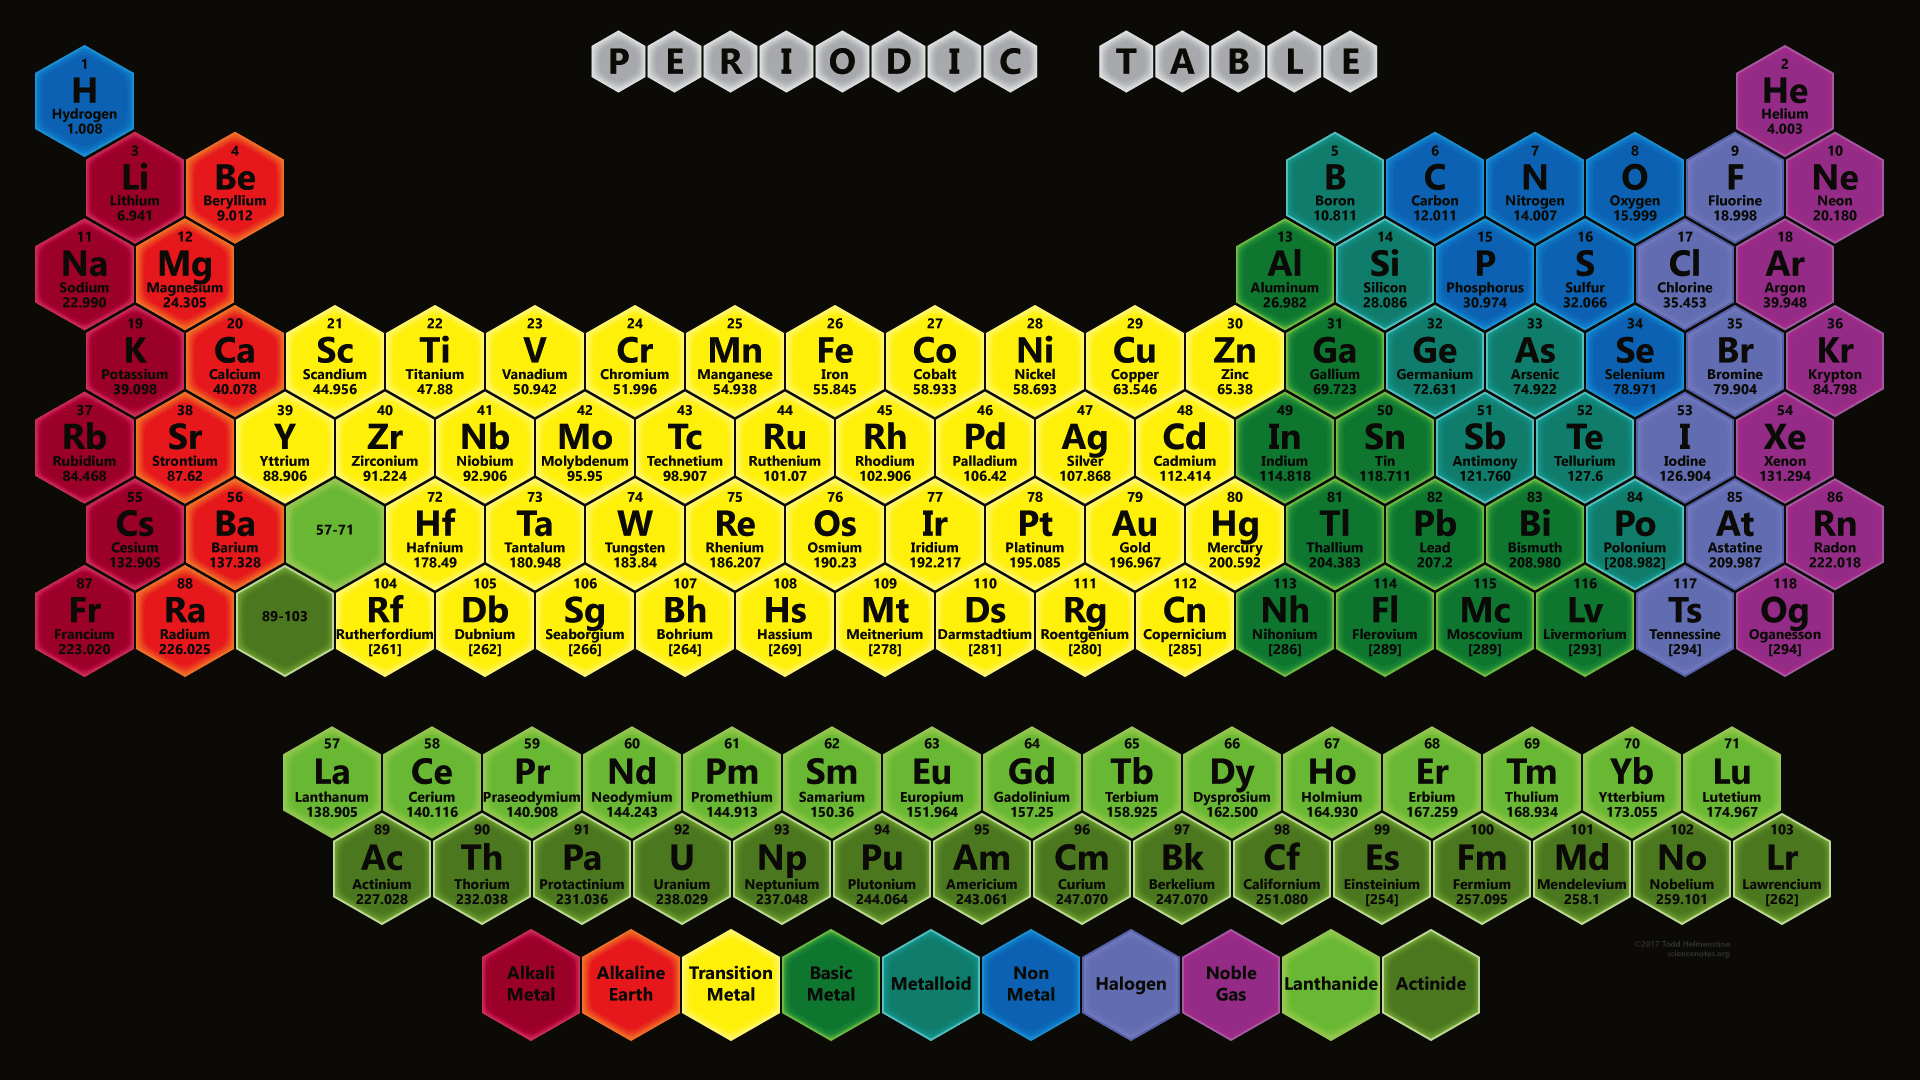 PERIODIC TABLE
1
H
Hydrogen
1.008
2
He
Helium
4.003
3
Li
Lithium
6.941
4
Be
Beryllium
9.012
5
B
Boron
10.811
6
C
Carbon
12.011
7
N
Nitrogen
14.007
8
O
Oxygen
15.999
9
F
Fluorine
18.998
10
Ne
Neon
20.180
11
Na
Sodium
22.990
12
Mg
Magnesium
24.305
13
Al
Aluminum
26.982
14
Si
Silicon
28.086
15
P
Phosphorus
30.974
16
S
Sulfur
32.066
17
Cl
Chlorine
35.453
18
Ar
Argon
39.948
19
K
Potassium
39.098
20
Ca
Calcium
40.078
21
Sc
Scandium
44.956
22
Ti
Titanium
47.88
23
V
Vanadium
50.942
24
Cr
Chromium
51.996
25
Mn
Manganese
54.938
26
Fe
Iron
55.845
27
Co
Cobalt
58.933
28
Ni
Nickel
58.693
29
Cu
Copper
63.546
30
Zn
Zinc
65.38
31
Ga
Gallium
69.723
32
Ge
Germanium
72.631
33
As
Arsenic
74.922
34
Se
Selenium
78.971
35
Br
Bromine
79.904
36
Kr
Krypton
84.798
37
Rb
Rubidium
84.468
38
Sr
Strontium
87.62
39
Y
Yttrium
88.906
40
Zr
Zirconium
91.224
41
Nb
Niobium
92.906
42
Mo
Molybdenum
95.95
43
Tc
Technetium
98.907
44
Ru
Ruthenium
101.07
45
Rh
Rhodium
102.906
46
Pd
Palladium
106.42
47
Ag
Silver
107.868
48
Cd
Cadmium
112.414
49
In
Indium
114.818
50
Sn
Tin
118.711
51
Sb
Antimony
121.760
52
Te
Tellurium
127.6
53
I
Iodine
126.904
54
Xe
Xenon
131.294
55
Cs
Cesium
132.905
56
Ba
Barium
137.328
57-71
72
Hf
Hafnium
178.49
73
Ta
Tantalum
180.948
74
W
Tungsten
183.84
75
Re
Rhenium
186.207
76
Os
Osmium
190.23
77
Ir
Iridium
192.217
78
Pt
Platinum
195.085
79
Au
Gold
196.967
80
Hg
Mercury
200.592
81
Tl
Thallium
204.383
82
Pb
Lead
207.2
83
Bi
Bismuth
208.980
84
Po
Polonium
[208.982]
85
At
Astatine
209.987
86
Rn
Radon
222.018
87
Fr
Francium
223.020
88
Ra
Radium
226.025
89-103
104
Rf
Rutherfordium
[261]
105
Db
Dubnium
[262]
106
Sg
Seaborgium
[266]
107
Bh
Bohrium
[264]
108
Hs
Hassium
[269]
109
Mt
Meitnerium
[278]
110
Ds
Darmstadtium
[281]
111
Rg
Roentgenium
[280]
112
Cn
Copernicium
[285]
113
Nh
Nihonium
[286]
114
Fl
Flerovium
[289]
115
Mc
Moscovium
[289]
116
Lv
Livermorium
[293]
117
Ts
Tennessine
[294]
118
Og
Oganesson
[294]
57
La
Lanthanum
138.905
58
Ce
Cerium
140.116
59
Pr
Praseodymium
140.908
60
Nd
Neodymium
144.243
61
Pm
Promethium
144.913
62
Sm
Samarium
150.36
63
Eu
Europium
151.964
64
Gd
Gadolinium
157.25
65
Tb
Terbium
158.925
66
Dy
Dysprosium
162.500
67
Ho
Holmium
164.930
68
Er
Erbium
167.259
69
Tm
Thulium
168.934
70
Yb
Ytterbium
173.055
71
Lu
Lutetium
174.967
89
Ac
Actinium
227.028
90
Th
Thorium
232.038
91
Pa
Protactinium
231.036
92
U
Uranium
238.029
93
Np
Neptunium
237.048
94
Pu
Plutonium
244.064
95
Am
Americium
243.061
96
Cm
Curium
247.070
97
Bk
Berkelium
247.070
98
Cf
Californium
251.080
99
Es
Einsteinium
[254]
100
Fm
Fermium
257.095
101
Md
Mendelevium
258.1
102
No
Nobelium
259.101
103
Lr
Lawrencium
[262]
Alkali
Metal
Alkaline
Earth
Transition
Metal
Basic
Metal
Metalloid
Non
Metal
Halogen
Noble
Gas
Lanthanide
Actinide
©2017 Todd Helmenstine
sciencenotes.org